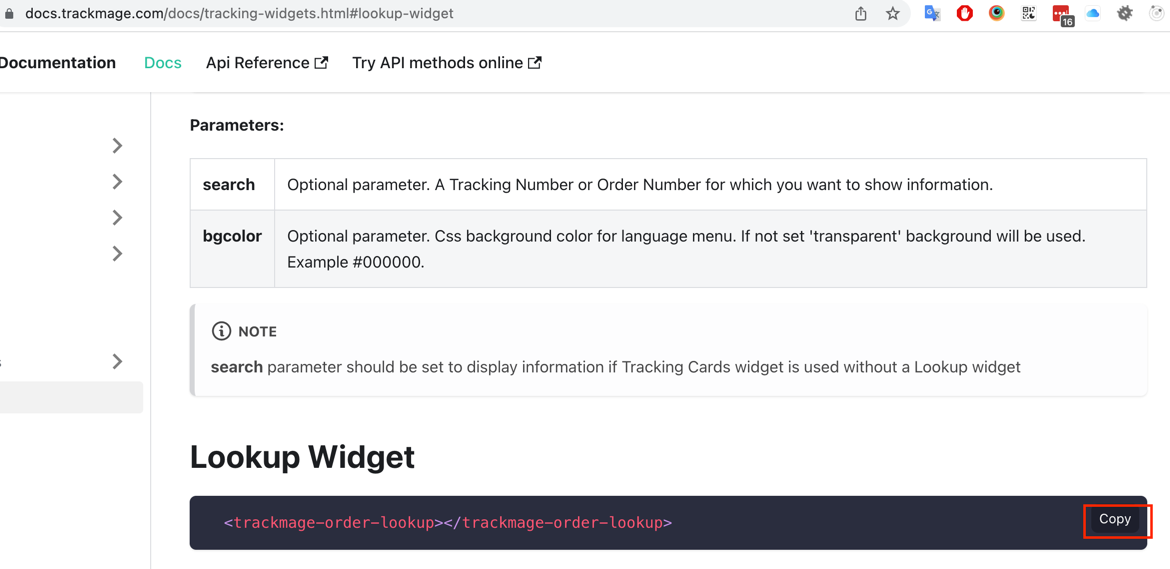 docs.trackmage.com/docs/tracking-widgets.html#lookup-widget
16
Documentation Docs Api Reference Try API methods online
Parameters:
search Optional parameter. A Tracking Number or Order Number for which you want to show information.
bgcolor Optional parameter. Css background color for language menu. If not set 'transparent' background will be used.
Example #000000.
NOTE
search parameter should be set to display information if Tracking Cards widget is used without a Lookup widget
Lookup Widget
<trackmage-order-lookup></trackmage-order-lookup>
Copy